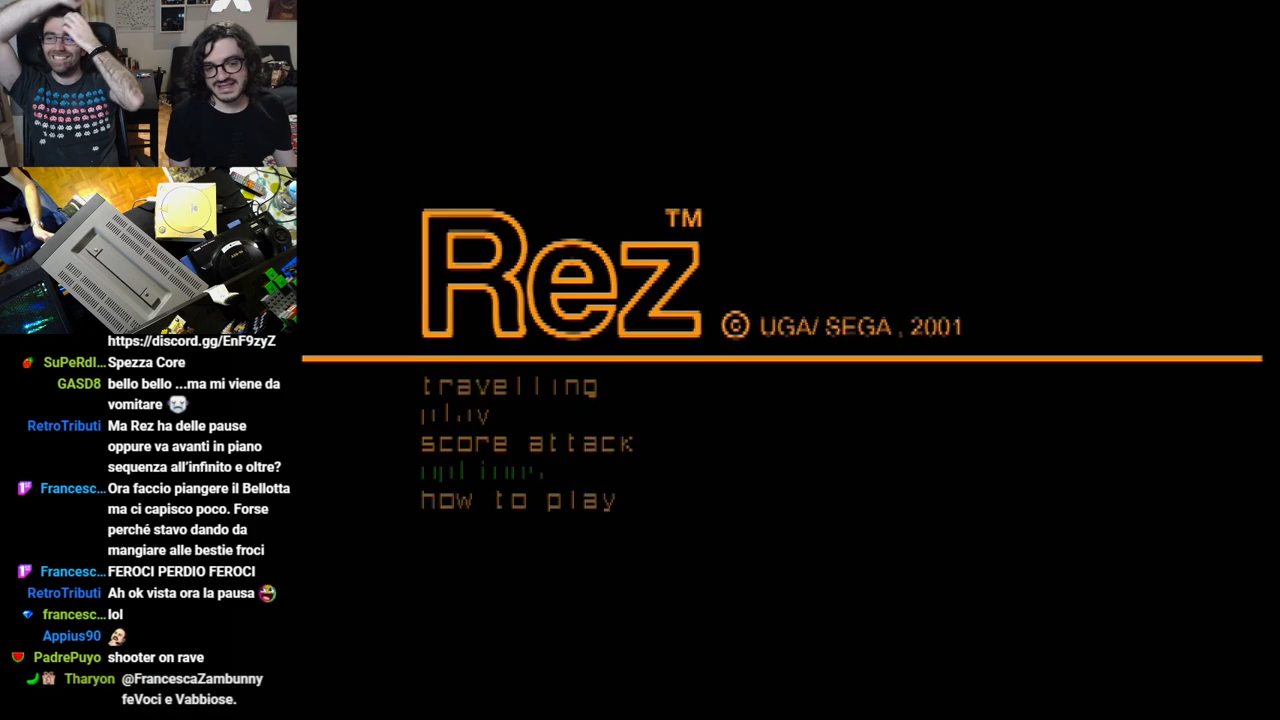 https://discord.gg/EnF9zyZ
SuPeRdI... Spezza Core
GASD8 bello bello ...ma mi viene da
vomitare
RetroTributi Ma Rez ha delle pause
oppure va avanti in piano
sequenza all'infinito e oltre?
Francesc... Ora faccio piangere il Bellotta
ma ci capisco poco. Forse
perché stavo dando da
mangiare alle bestie froci
Francesc... FEROCI PERDIO FEROCI
RetroTributi Ah ok vista ora la pausa
francesc... lol
Appius90
PadrePuyo shooter on rave
Tharyon @FrancescaZambunny
feVoci e Vabbiose.
Rez™
© UGA/ SEGA , 2001
travelling
play
score attack
options
how to play